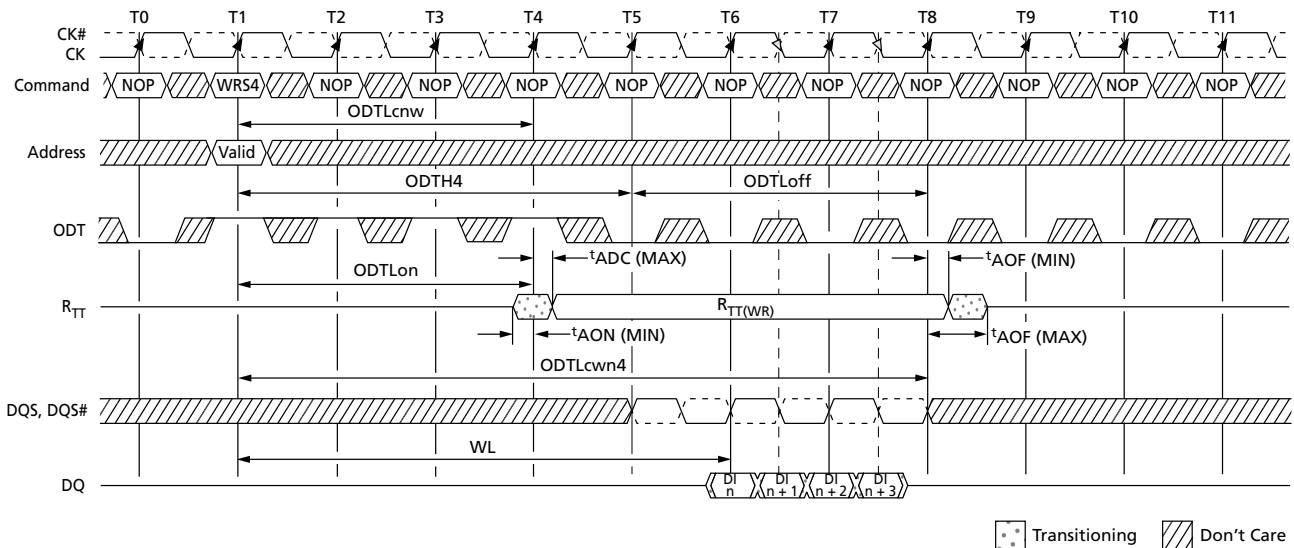 T0 T1 T2 T3 T4 T5 T6 T7 T8 T9 T10 T11
CK#
CK
Command NOP WRS4 NOP NOP NOP NOP NOP NOP NOP NOP NOP NOP
ODTLcnw
Address Valid
ODTH4 ODTLoff
ODT
tADC (MAX) tAOF (MIN)
ODTLon
RTT RTT(WR)
tAON (MIN) tAOF (MAX)
ODTLcwn4
DQS, DQS#
WL
DQ DI n DI n + 1 DI n + 2 DI n + 3
Transitioning Don't Care